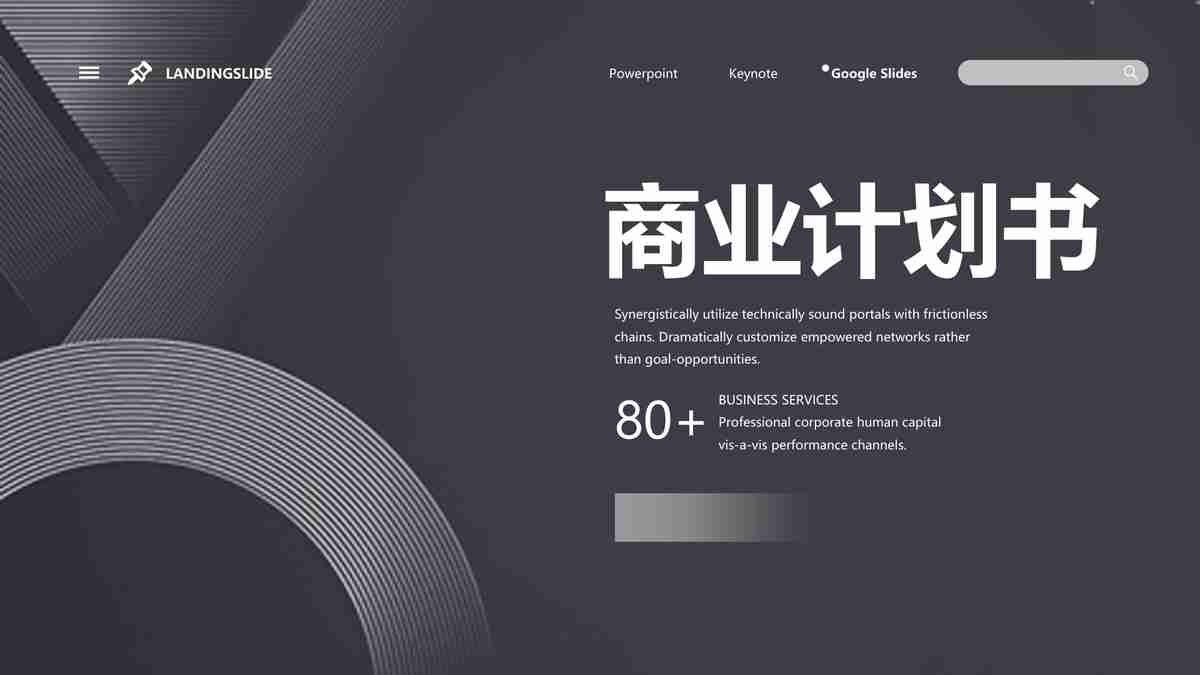 LANDINGSLIDE
Powerpoint
Keynote
Google Slides
商业计划书
Synergistically utilize technically sound portals with frictionless
chains. Dramatically customize empowered networks rather
than goal-opportunities.
80+
BUSINESS SERVICES
Professional corporate human capital
vis-a-vis performance channels.